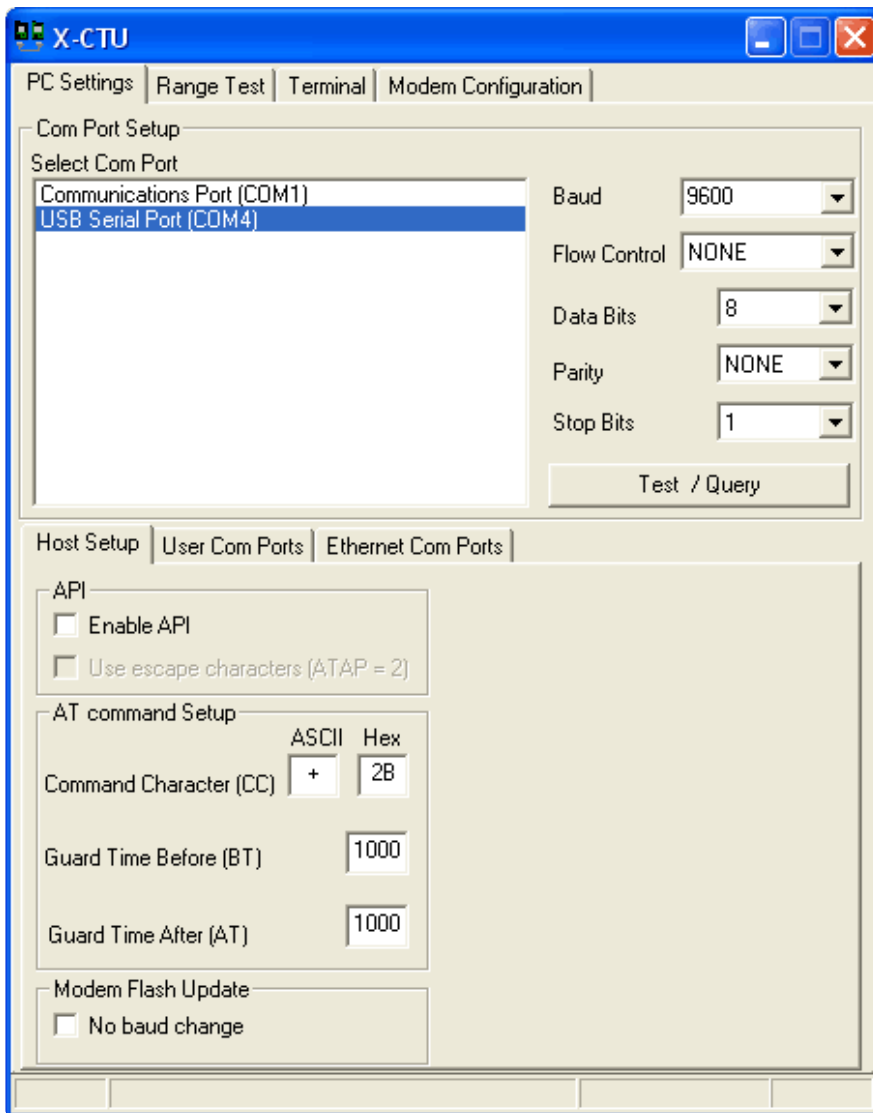 X-CTU
PC Settings Range Test Terminal Modem Configuration
Com Port Setup
Select Com Port
Communications Port (COM1)
USB Serial Port (COM4)
Baud 9600
Flow Control NONE
Data Bits 8
Parity NONE
Stop Bits 1
Test / Query
Host Setup User Com Ports Ethernet Com Ports
API
Enable API
Use escape characters (ATAP = 2)
AT command Setup
ASCII Hex
Command Character (CC) + 2B
Guard Time Before (BT) 1000
Guard Time After (AT) 1000
Modem Flash Update
No baud change